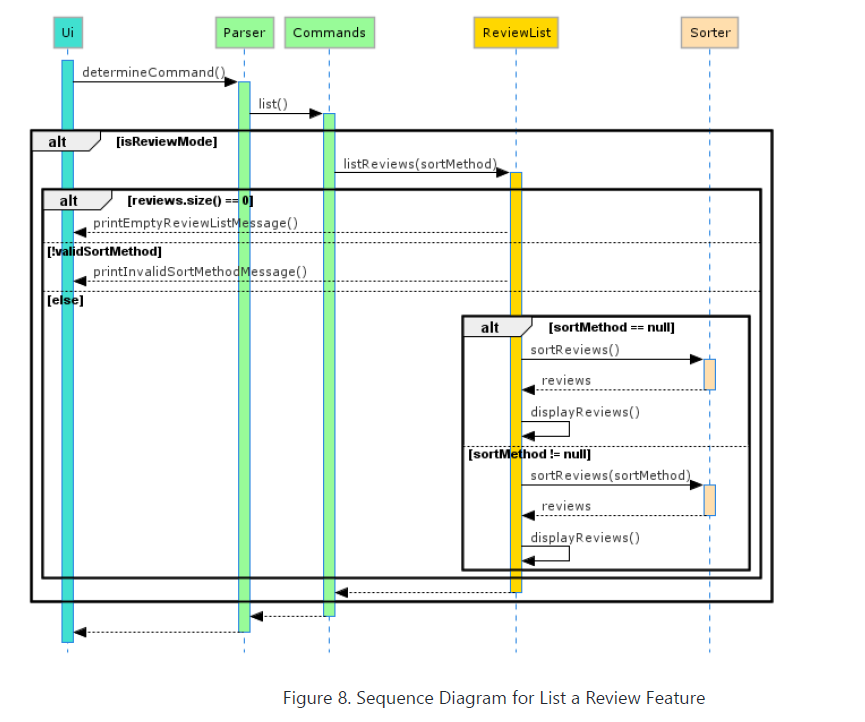 Ui Parser Commands ReviewList Sorter
determineCommand()
list()
alt [isReviewMode]
listReviews(sortMethod)
alt [reviews.size() == 0]
printEmptyReviewListMessage()
[!validSortMethod]
printInvalidSortMethodMessage()
[else]
alt [sortMethod == null]
sortReviews()
reviews
displayReviews()
[sortMethod != null]
sortReviews(sortMethod)
reviews
displayReviews()
Figure 8. Sequence Diagram for List a Review Feature